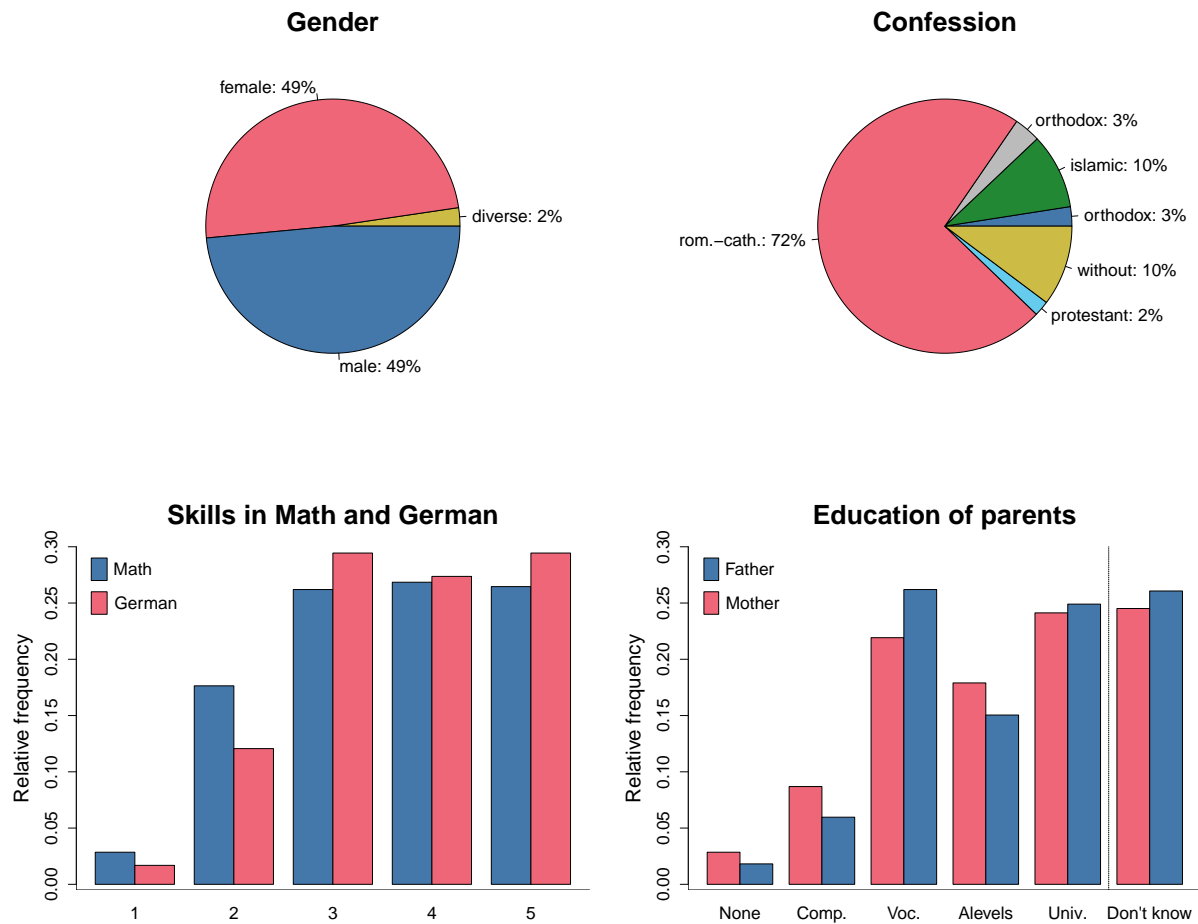 Gender
female: 49%
diverse: 2%
male: 49%
Confession
orthodox: 3%
islamic: 10%
orthodox: 3%
rom.−cath.: 72%
without: 10%
protestant: 2%
Skills in Math and German
Relative frequency
0.30
0.25
0.20
0.15
0.10
0.05
0.00
Math
German
1 2 3 4 5
Education of parents
Relative frequency
0.30
0.25
0.20
0.15
0.10
0.05
0.00
Father
Mother
None Comp. Voc. Alevels Univ. Don't know